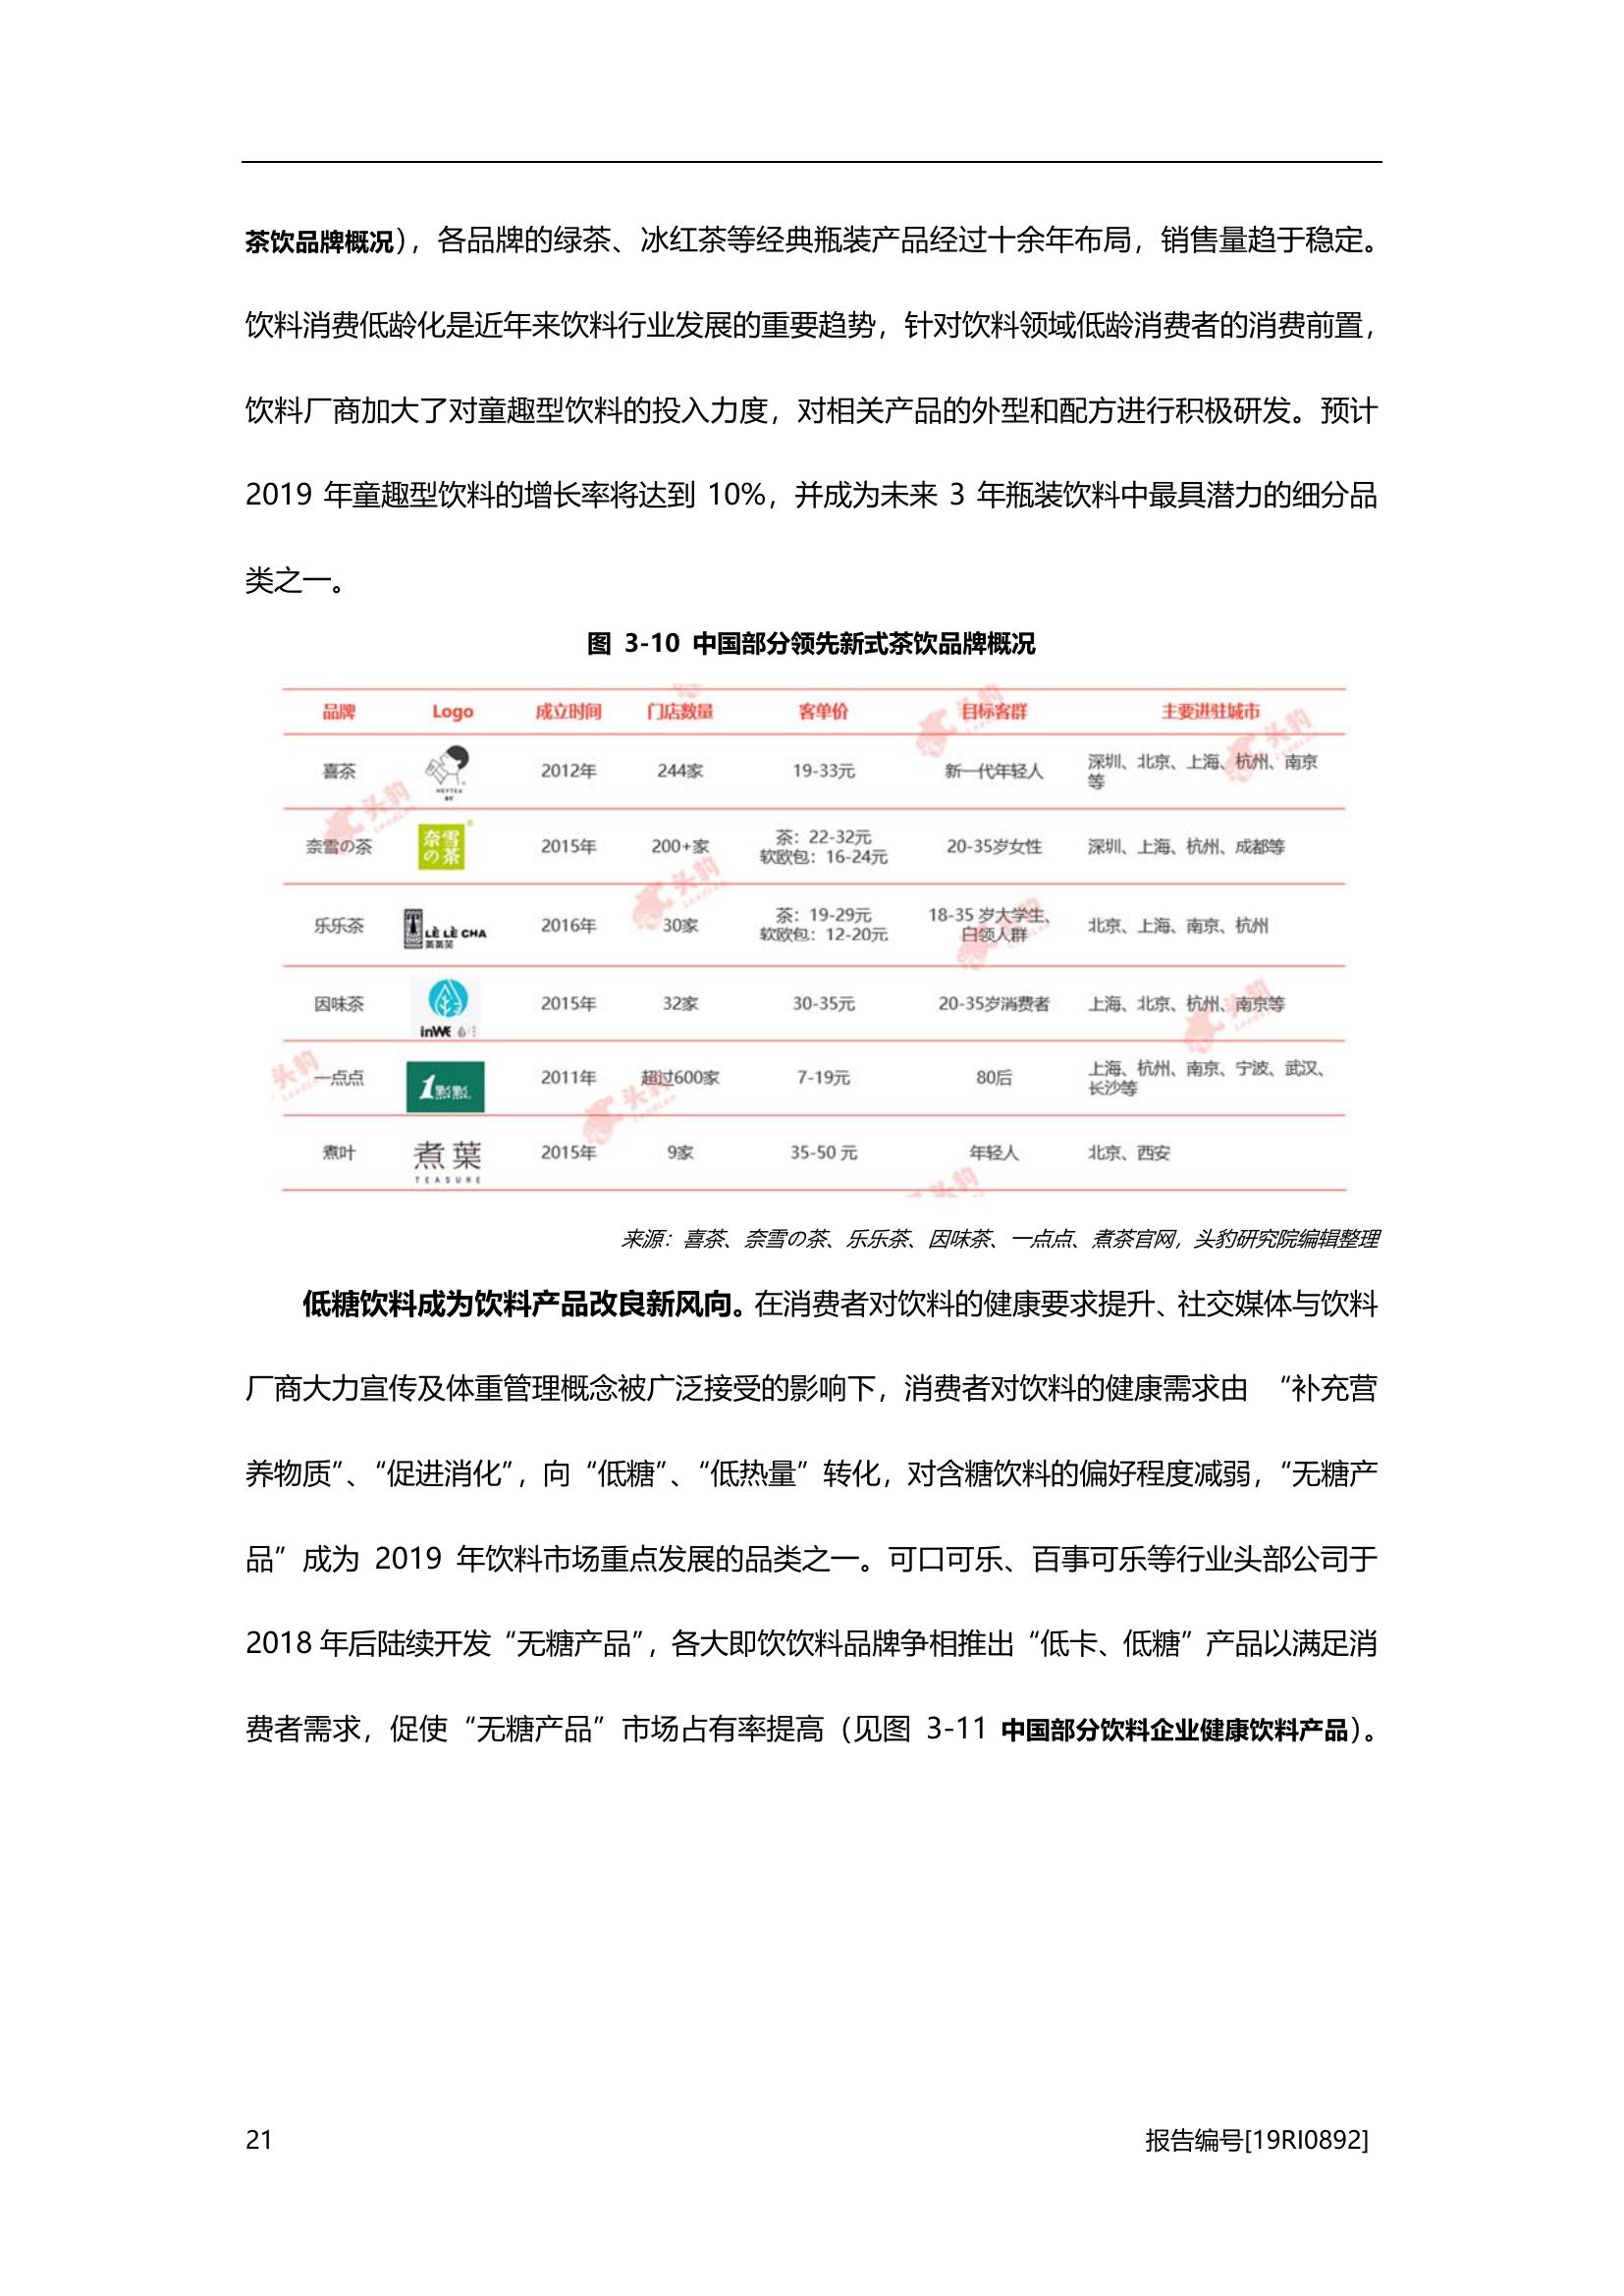 茶饮品牌概况），各品牌的绿茶、冰红茶等经典瓶装产品经过十余年布局，销售量趋于稳定。
饮料消费低龄化是近年来饮料行业发展的重要趋势，针对饮料领域低龄消费者的消费前置，
饮料厂商加大了对童趣型饮料的投入力度，对相关产品的外型和配方进行积极研发。预计
2019 年童趣型饮料的增长率将达到 10%，并成为未来 3 年瓶装饮料中最具潜力的细分品
类之一。
图 3-10 中国部分领先新式茶饮品牌概况
品牌 Logo 成立时间 门店数量 客单价 目标客群 主要进驻城市
喜茶 HEYTEA 2012年 244家 19-33元 新一代年轻人 深圳、北京、上海、杭州、南京
等
奈雪の茶 奈雪の茶 2015年 200+家 茶：22-32元 20-35岁女性 深圳、上海、杭州、成都等
软欧包：16-24元
乐乐茶 LÈ LÈ CHA 2016年 30家 茶：19-29元 18-35 岁大学生、 北京、上海、南京、杭州
软欧包：12-20元 白领人群
因味茶 inWE 2015年 32家 30-35元 20-35岁消费者 上海、北京、杭州、南京等
一点点 1點點 2011年 超过600家 7-19元 80后 上海、杭州、南京、宁波、武汉、
长沙等
煮叶 煮葉 TEASURE 2015年 9家 35-50 元 年轻人 北京、西安
来源：喜茶、奈雪の茶、乐乐茶、因味茶、一点点、煮茶官网，头豹研究院编辑整理
低糖饮料成为饮料产品改良新风向。在消费者对饮料的健康要求提升、社交媒体与饮料
厂商大力宣传及体重管理概念被广泛接受的影响下，消费者对饮料的健康需求由 “补充营
养物质”、“促进消化”，向“低糖”、“低热量”转化，对含糖饮料的偏好程度减弱，“无糖产
品”成为 2019 年饮料市场重点发展的品类之一。可口可乐、百事可乐等行业头部公司于
2018 年后陆续开发“无糖产品”，各大即饮饮料品牌争相推出“低卡、低糖”产品以满足消
费者需求，促使“无糖产品”市场占有率提高（见图 3-11 中国部分饮料企业健康饮料产品）。
21 报告编号[19RI0892]